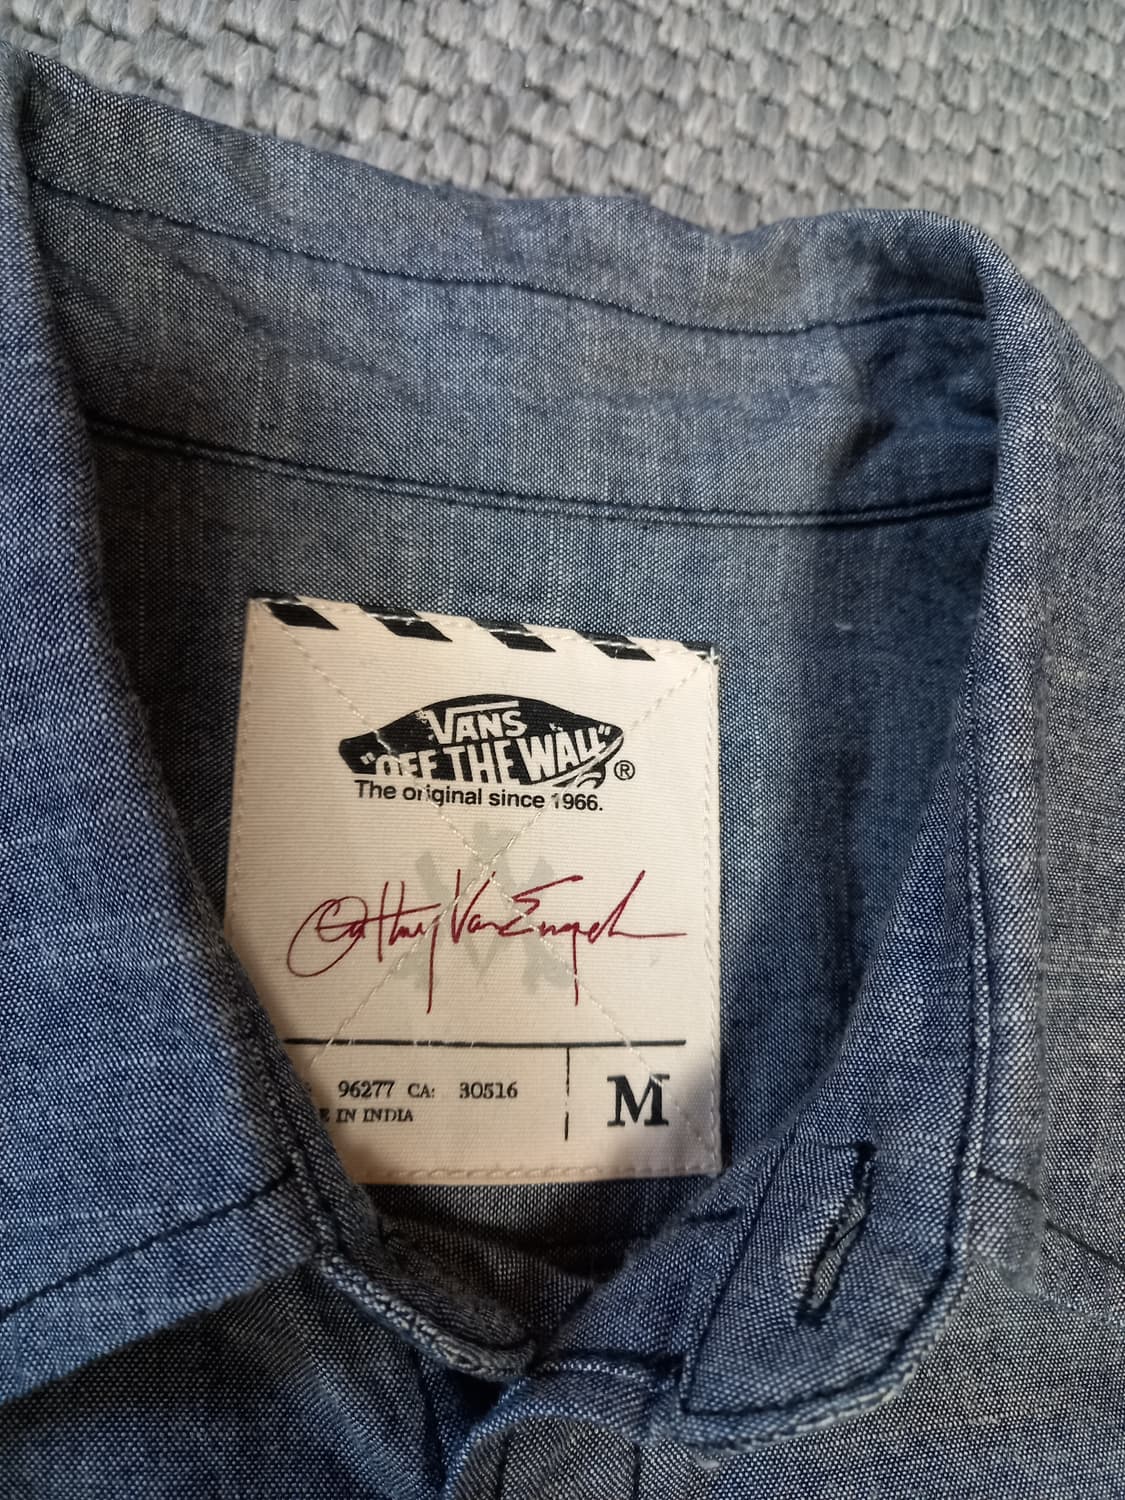 VANS
"OFF THE WALL"
®
The original since 1966.
96277 CA: 30516
IN INDIA
M